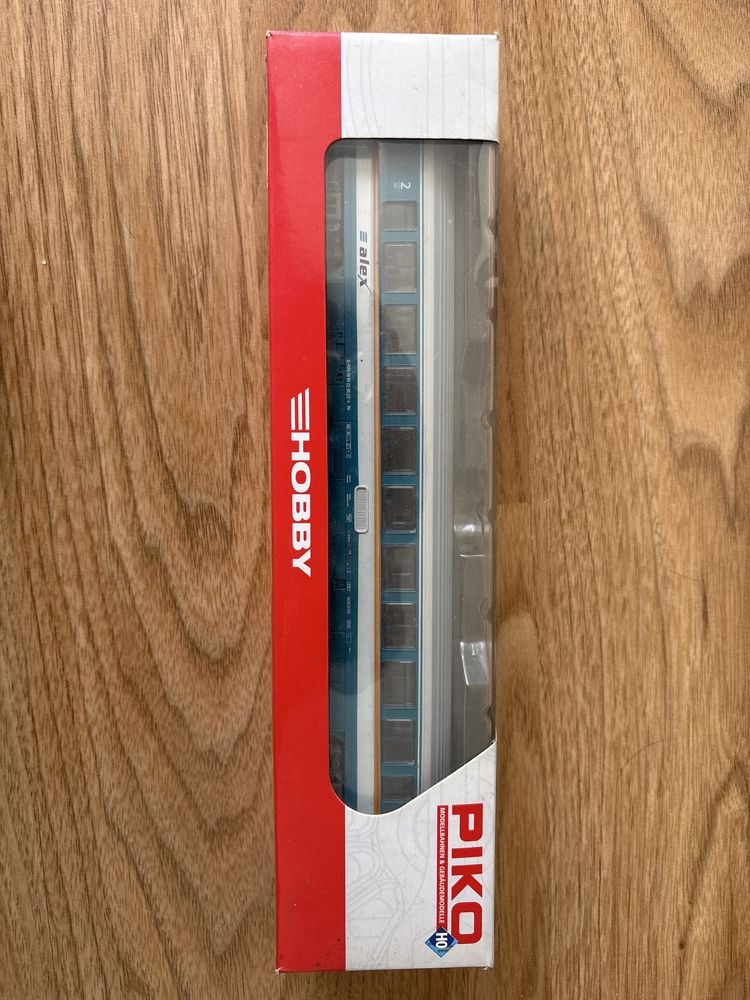 2
alex
HOBBY
PIKO
MODELLBAHNEN & GEBÄUDEMODELLE
H0